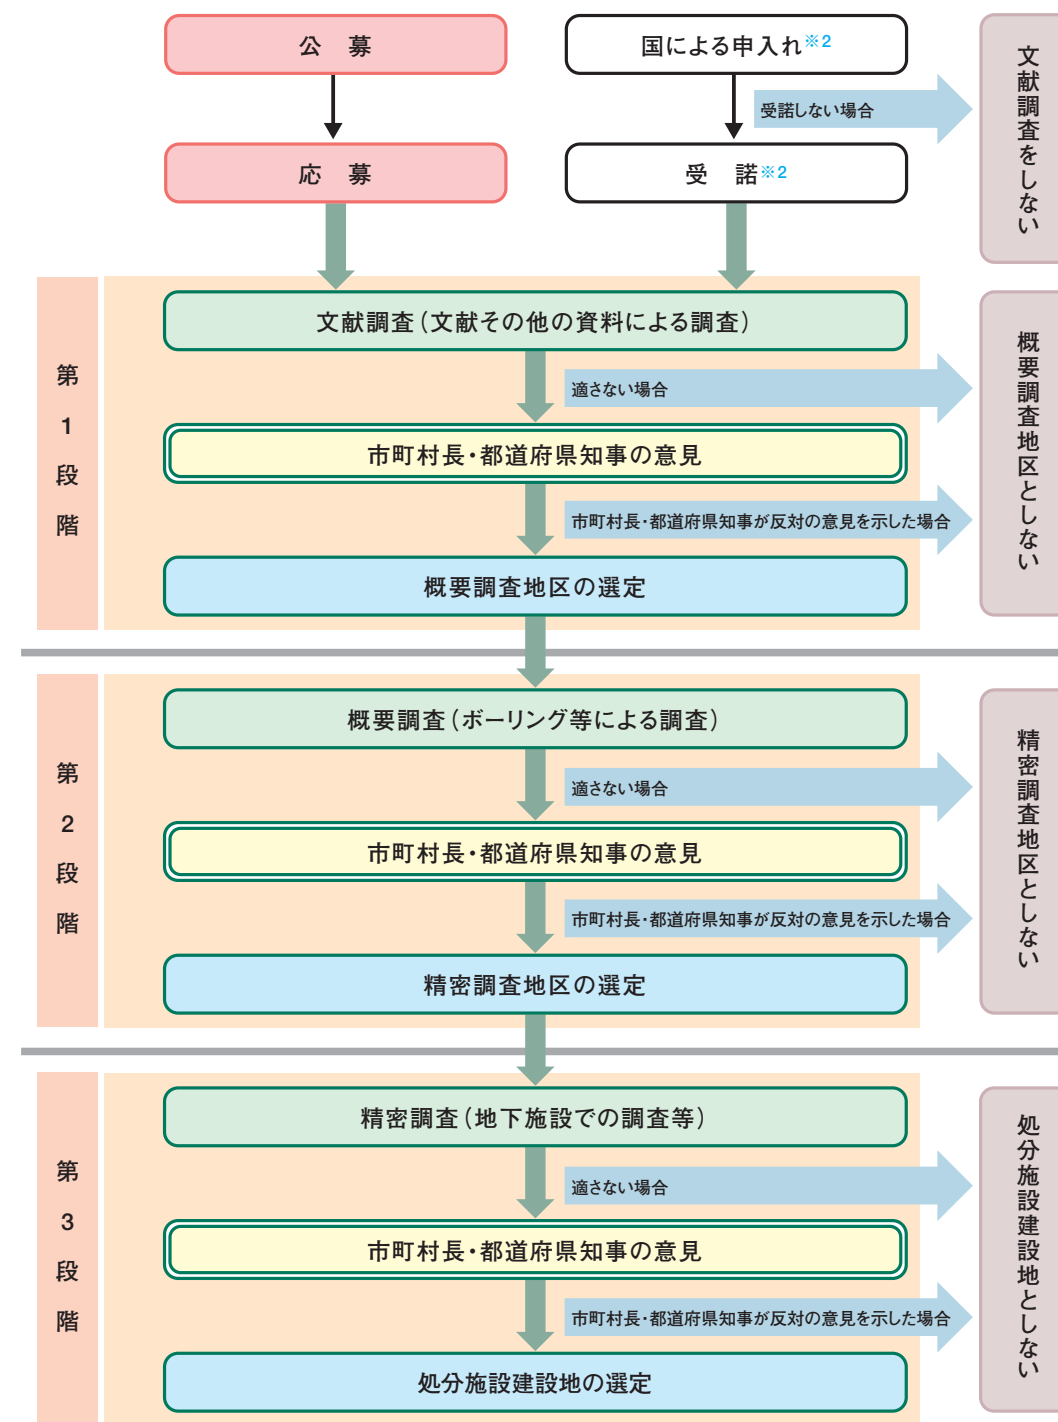 公　募
国による申入れ※2
受諾しない場合
文献調査をしない
応　募
受　諾※2
第1段階
文献調査（文献その他の資料による調査）
適さない場合
市町村長・都道府県知事の意見
市町村長・都道府県知事が反対の意見を示した場合
概要調査地区の選定
概要調査地区としない
第2段階
概要調査（ボーリング等による調査）
適さない場合
市町村長・都道府県知事の意見
市町村長・都道府県知事が反対の意見を示した場合
精密調査地区の選定
精密調査地区としない
第3段階
精密調査（地下施設での調査等）
適さない場合
市町村長・都道府県知事の意見
市町村長・都道府県知事が反対の意見を示した場合
処分施設建設地の選定
処分施設建設地としない